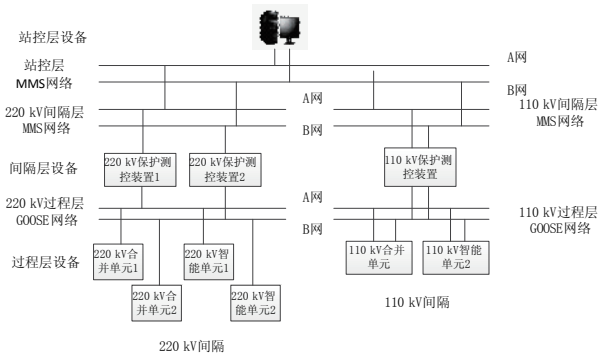 站控层设备
站控层
MMS网络
A网
B网
220 kV间隔层
MMS网络
A网
B网
110 kV间隔层
MMS网络
间隔层设备
220 kV保护测
控装置1
220 kV保护测
控装置2
110 kV保护测
控装置
220 kV过程层
GOOSE网络
A网
B网
110 kV过程层
GOOSE网络
过程层设备
220 kV合
并单元1
220 kV智
能单元1
110 kV合并
单元
110 kV智能
单元2
220 kV合
并单元2
220 kV智
能单元2
110 kV间隔
220 kV间隔